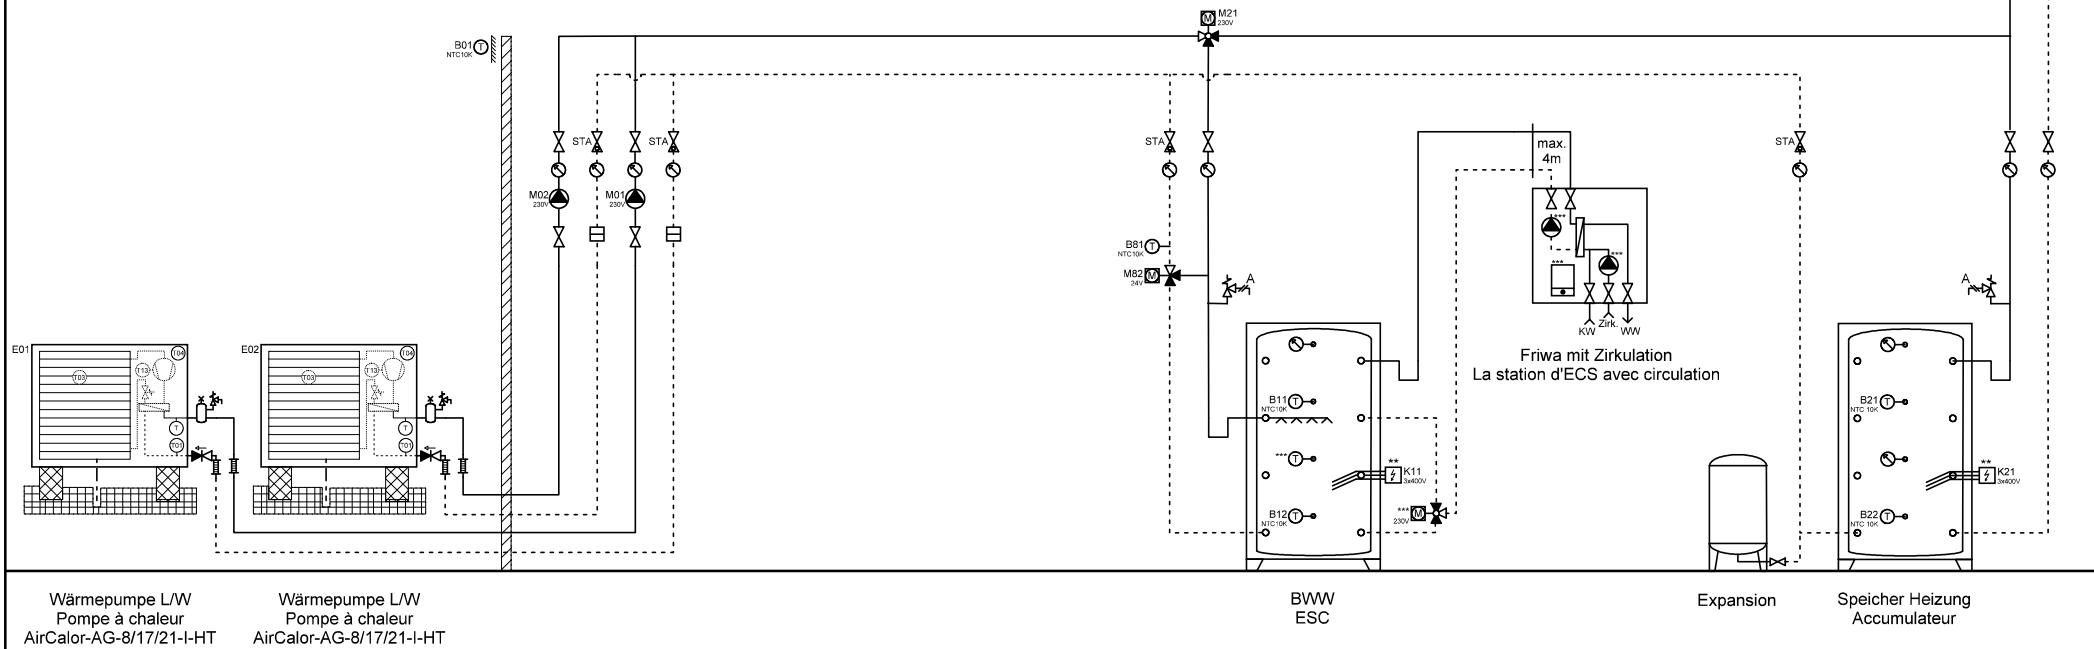 M21
230V
B01
T
NTC10K
M
STA
STA
STA
STA
max.
4m
M02
230V
M01
230V
***
B81
T
NTC10K
***
***
M82
24V
M
A
A
KW
Zirk.
WW
Friwa mit Zirkulation
La station d'ECS avec circulation
E01
T04
T13
T03
T
T01
E02
T04
T13
T03
T
T01
B11
NTC10K
T
B21
NTC 10K
T
***
T
**
K11
3x400V
**
K21
3x400V
B12
NTC10K
T
***
230V
M
B22
NTC 10K
T
Wärmepumpe L/W
Pompe à chaleur
AirCalor-AG-8/17/21-I-HT
Wärmepumpe L/W
Pompe à chaleur
AirCalor-AG-8/17/21-I-HT
BWW
ESC
Expansion
Speicher Heizung
Accumulateur